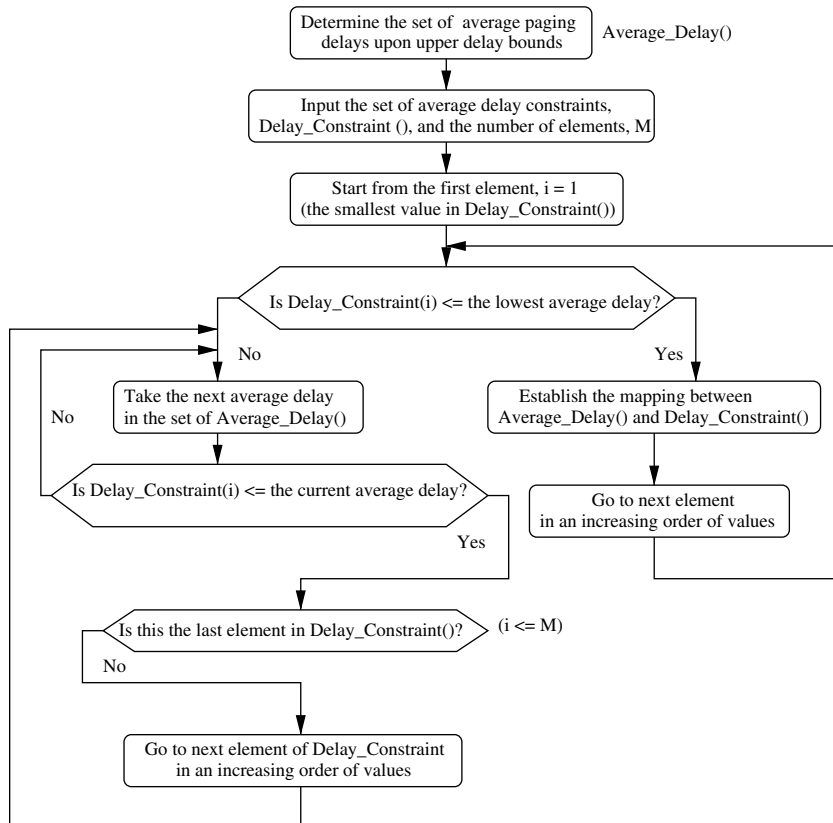 Determine the set of average paging
delays upon upper delay bounds
Average_Delay()
Input the set of average delay constraints,
Delay_Constraint (), and the number of elements, M
Start from the first element, i = 1
(the smallest value in Delay_Constraint())
Is Delay_Constraint(i) <= the lowest average delay?
No
Yes
Take the next average delay
in the set of Average_Delay()
No
Establish the mapping between
Average_Delay() and Delay_Constraint()
Is Delay_Constraint(i) <= the current average delay?
Go to next element
in an increasing order of values
Yes
Is this the last element in Delay_Constraint()?
(i <= M)
No
Go to next element of Delay_Constraint
in an increasing order of values